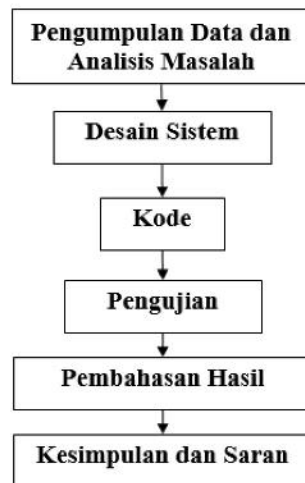 Pengumpulan Data dan
Analisis Masalah
Desain Sistem
Kode
Pengujian
Pembahasan Hasil
Kesimpulan dan Saran